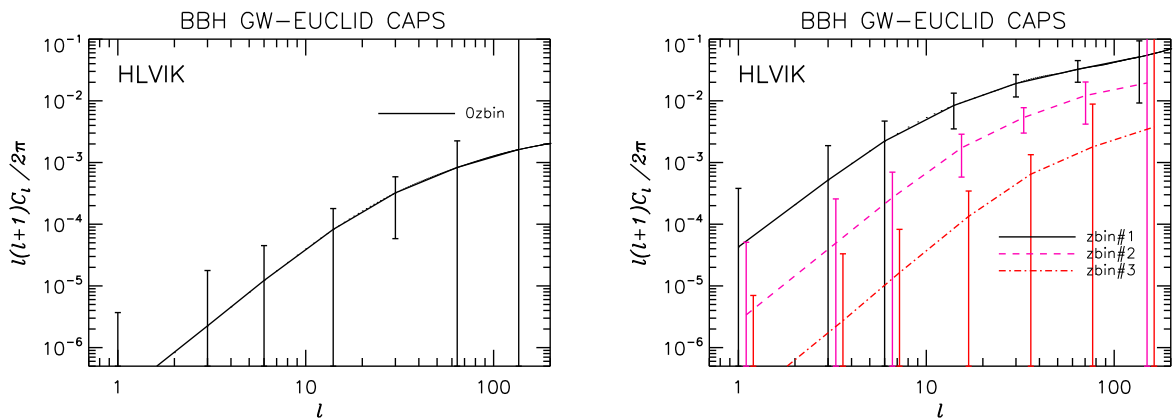 BBH GW-EUCLID CAPS
HLVIK
0zbin
l(l+1)C_l /2π
10^-1
10^-2
10^-3
10^-4
10^-5
10^-6
1 10 100
l
BBH GW-EUCLID CAPS
HLVIK
zbin#1
zbin#2
zbin#3
l(l+1)C_l /2π
10^-1
10^-2
10^-3
10^-4
10^-5
10^-6
1 10 100
l